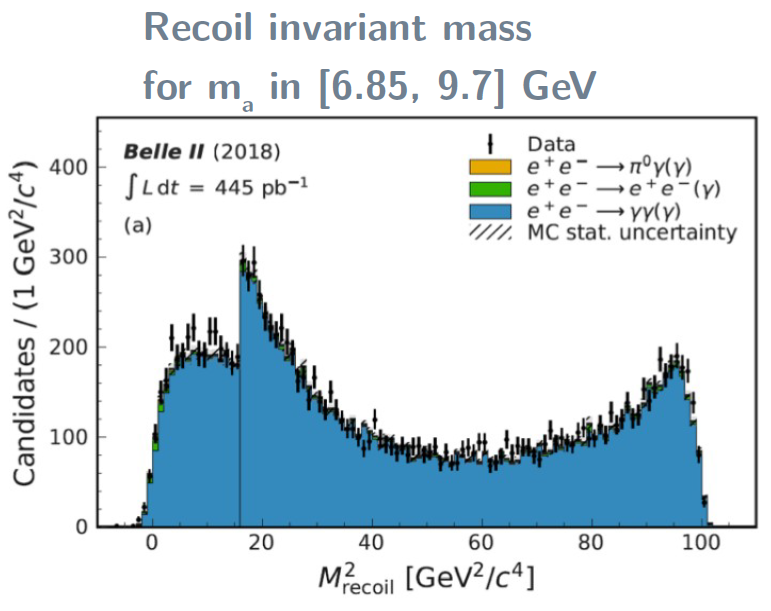 Recoil invariant mass
for mₐ in [6.85, 9.7] GeV
Belle II (2018)
∫ L dt = 445 pb⁻¹
(a)
Data
e⁺e⁻ ⟶ π⁰γ(γ)
e⁺e⁻ ⟶ e⁺e⁻(γ)
e⁺e⁻ ⟶ γγ(γ)
MC stat. uncertainty
Candidates / (1 GeV²/c⁴)
400
300
200
100
0
0 20 40 60 80 100
M²recoil [GeV²/c⁴]